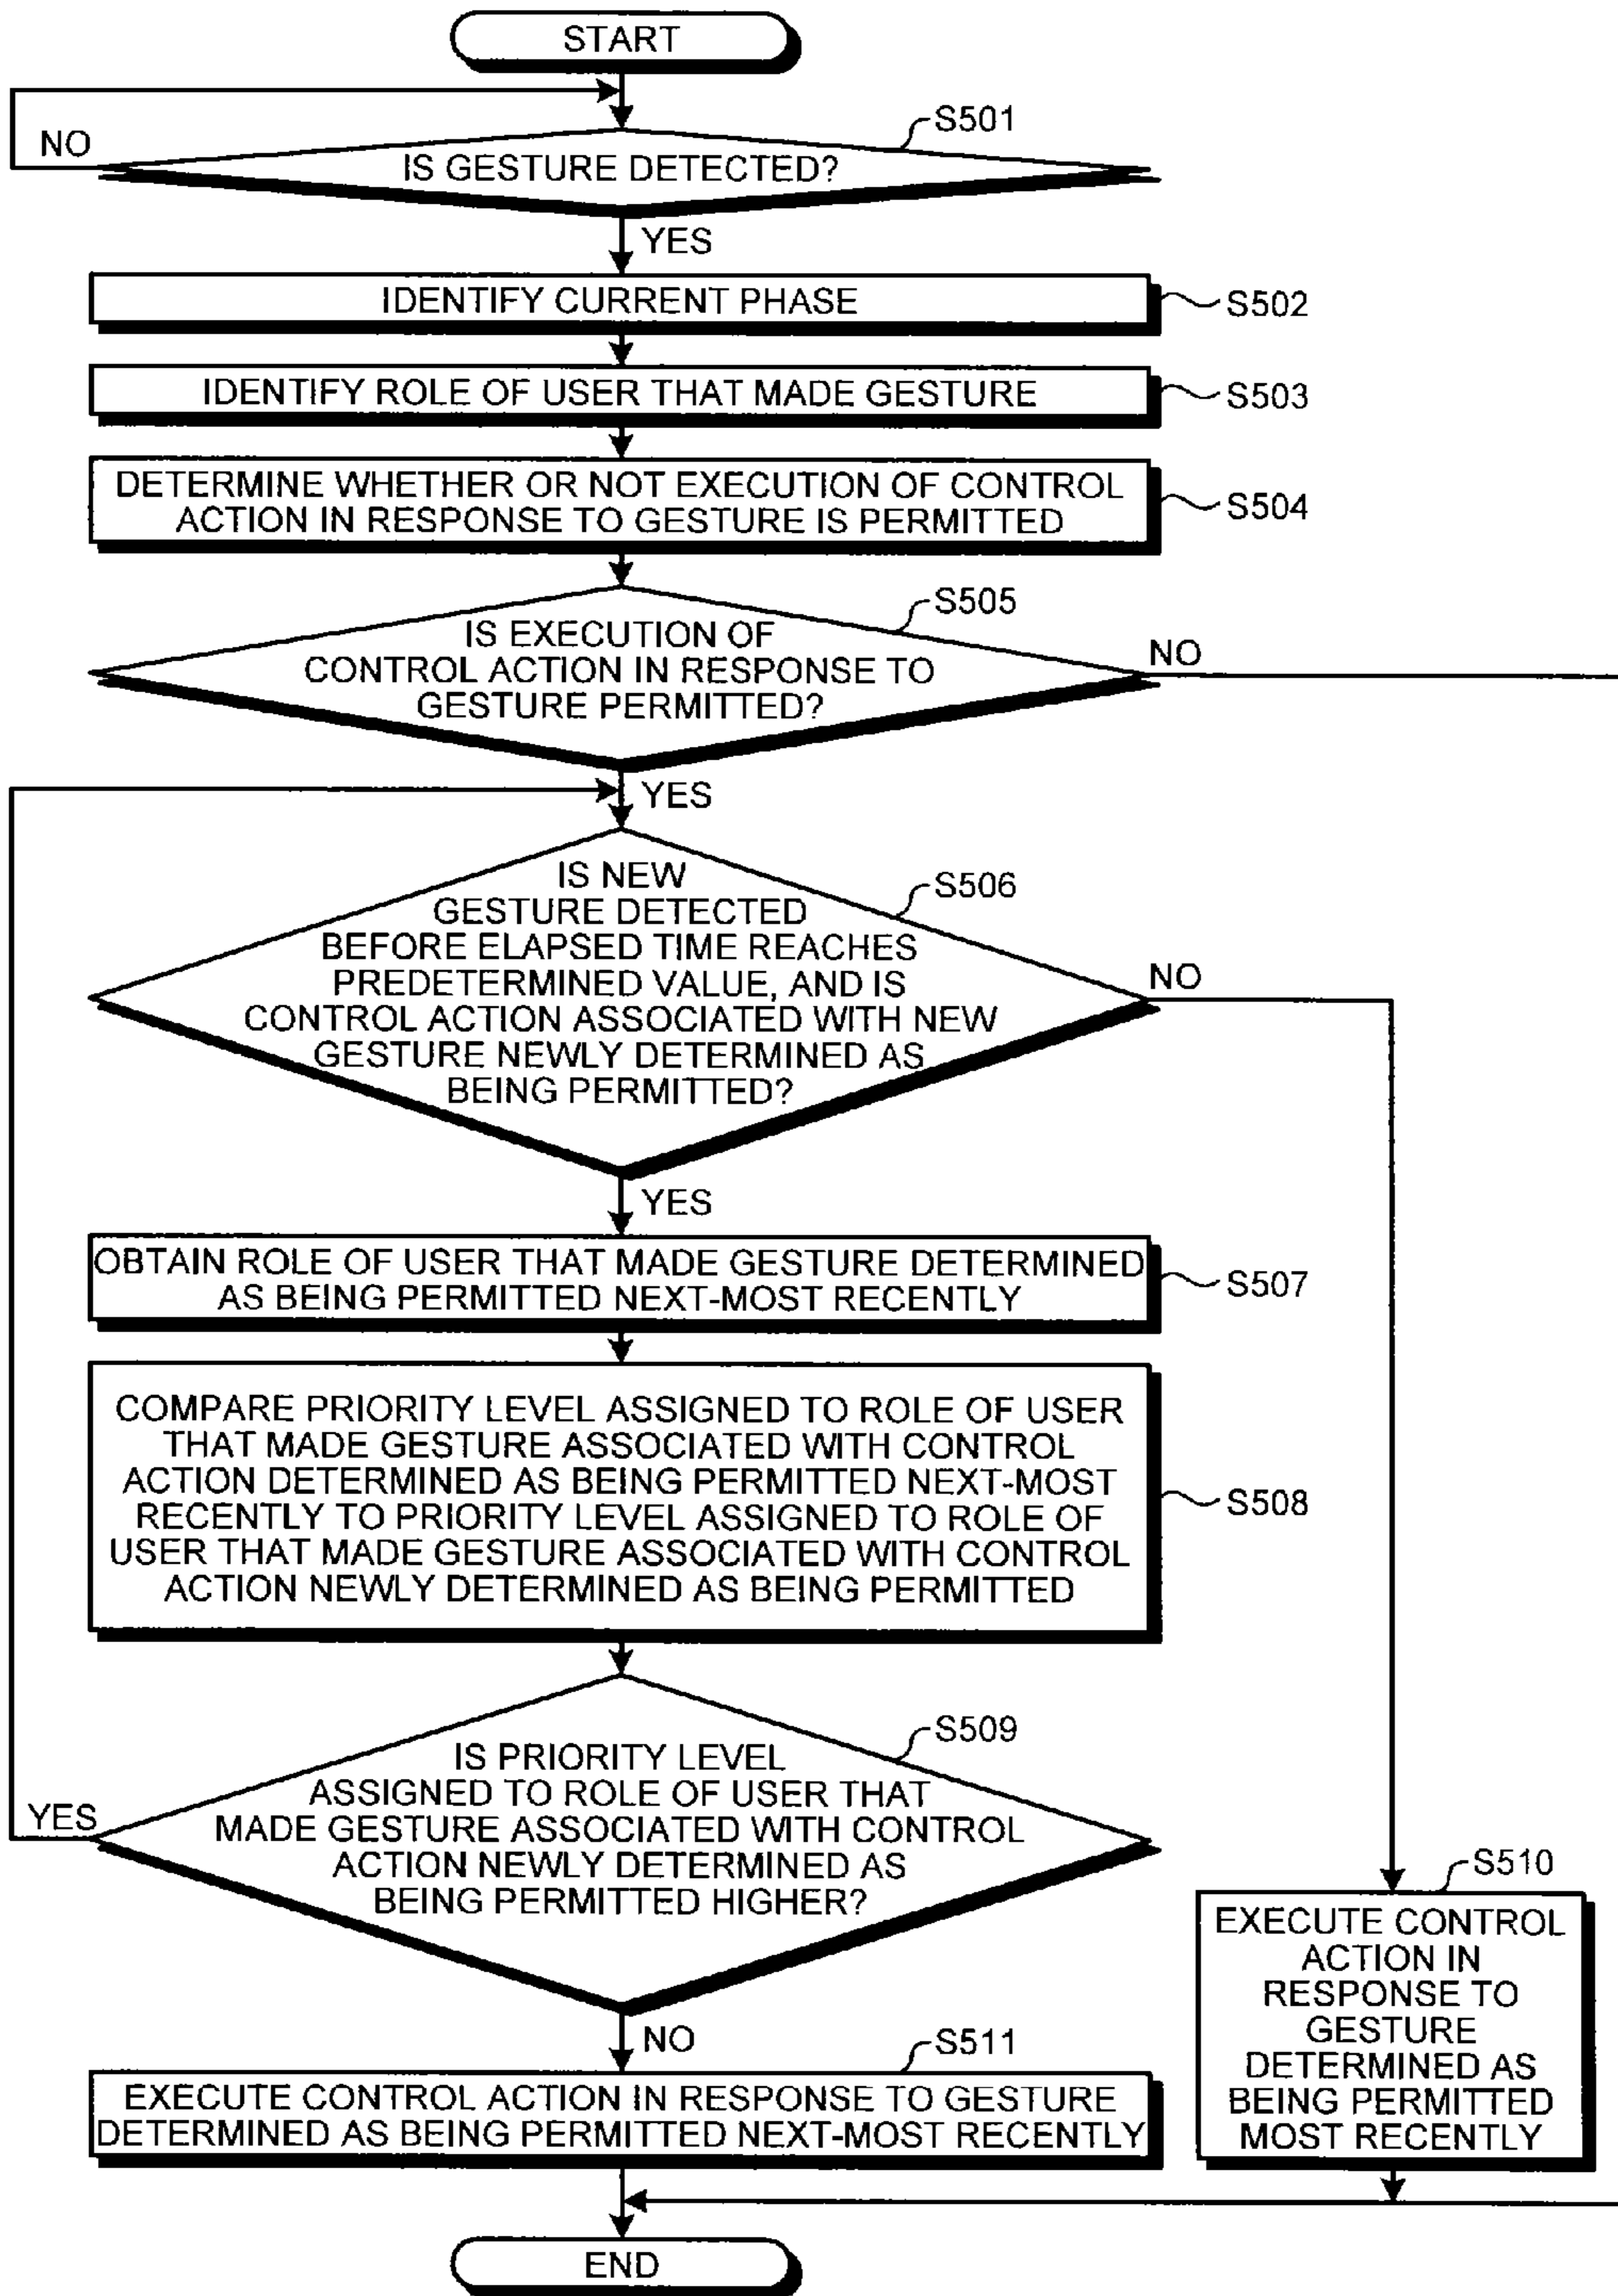 START
S501
NO
IS GESTURE DETECTED?
YES
IDENTIFY CURRENT PHASE
S502
IDENTIFY ROLE OF USER THAT MADE GESTURE
S503
DETERMINE WHETHER OR NOT EXECUTION OF CONTROL
ACTION IN RESPONSE TO GESTURE IS PERMITTED
S504
S505
IS EXECUTION OF
CONTROL ACTION IN RESPONSE TO
GESTURE PERMITTED?
NO
YES
S506
IS NEW
GESTURE DETECTED
BEFORE ELAPSED TIME REACHES
PREDETERMINED VALUE, AND IS
CONTROL ACTION ASSOCIATED WITH NEW
GESTURE NEWLY DETERMINED AS
BEING PERMITTED?
NO
YES
OBTAIN ROLE OF USER THAT MADE GESTURE DETERMINED
AS BEING PERMITTED NEXT-MOST RECENTLY
S507
COMPARE PRIORITY LEVEL ASSIGNED TO ROLE OF USER
THAT MADE GESTURE ASSOCIATED WITH CONTROL
ACTION DETERMINED AS BEING PERMITTED NEXT-MOST
RECENTLY TO PRIORITY LEVEL ASSIGNED TO ROLE OF
USER THAT MADE GESTURE ASSOCIATED WITH CONTROL
ACTION NEWLY DETERMINED AS BEING PERMITTED
S508
S509
IS PRIORITY LEVEL
ASSIGNED TO ROLE OF USER THAT
MADE GESTURE ASSOCIATED WITH CONTROL
ACTION NEWLY DETERMINED AS
BEING PERMITTED HIGHER?
YES
NO
S510
EXECUTE CONTROL
ACTION IN
RESPONSE TO
GESTURE
DETERMINED AS
BEING PERMITTED
MOST RECENTLY
S511
EXECUTE CONTROL ACTION IN RESPONSE TO GESTURE
DETERMINED AS BEING PERMITTED NEXT-MOST RECENTLY
END